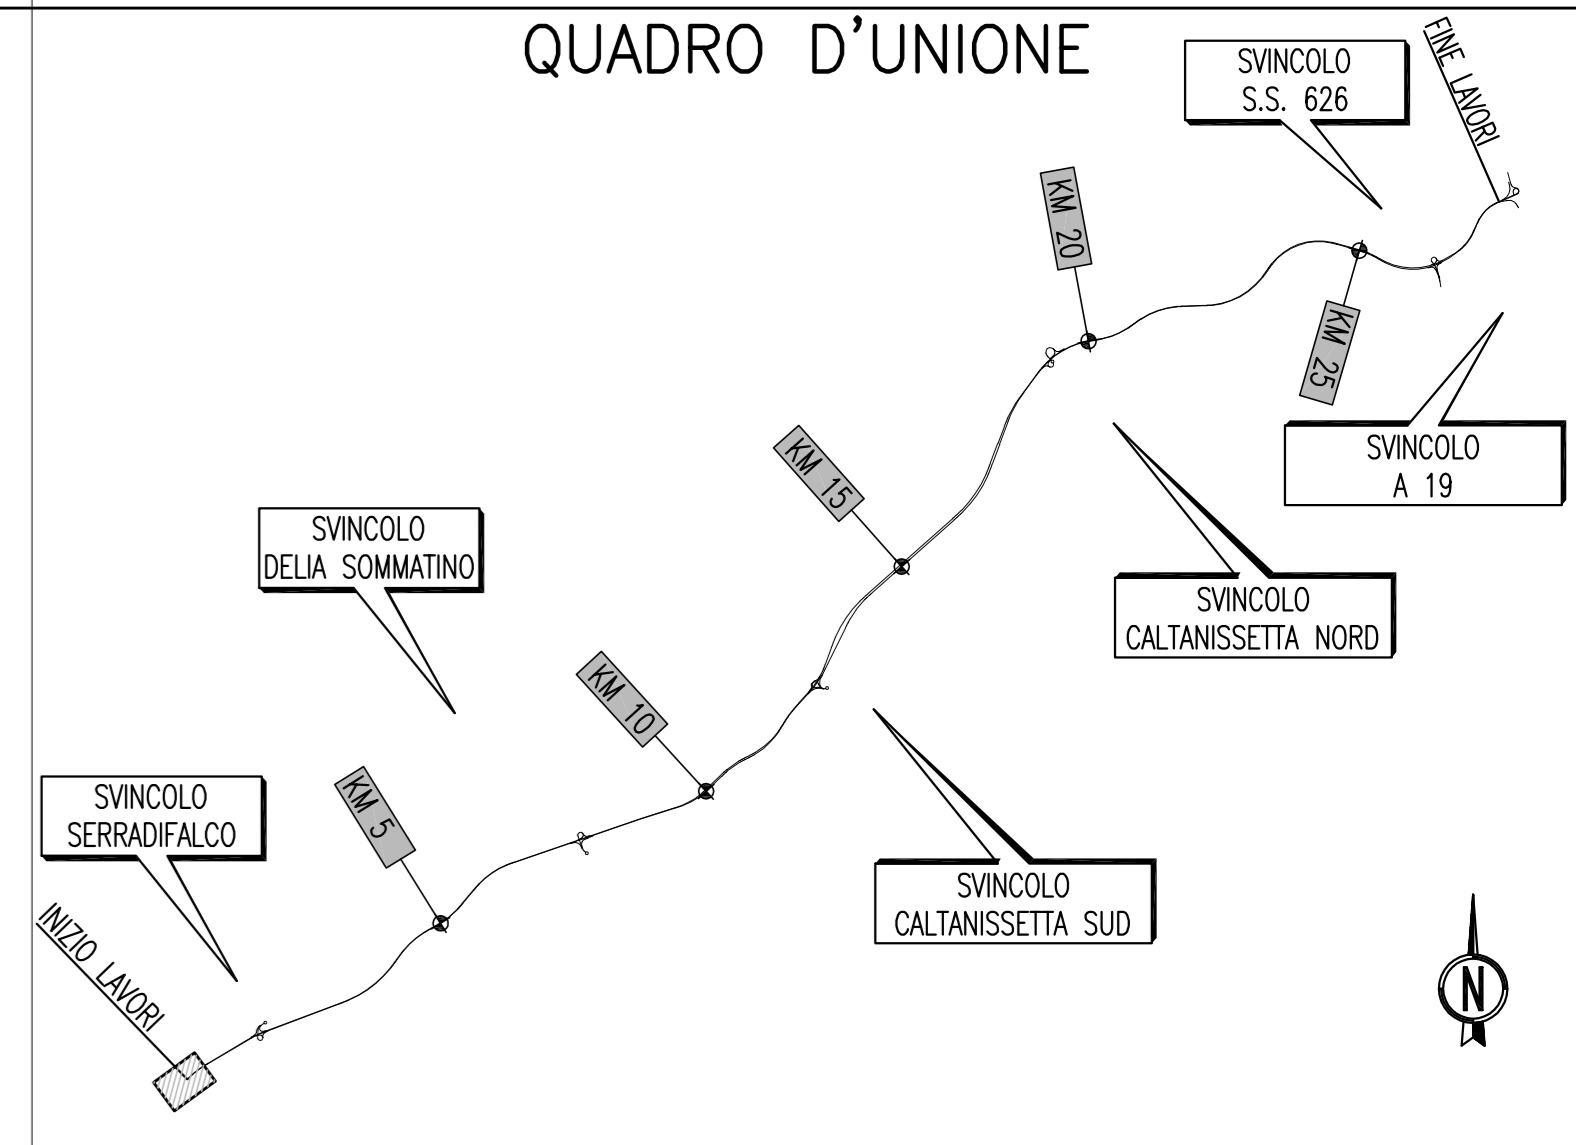 QUADRO D'UNIONE
FINE LAVORI
SVINCOLO
S.S. 626
KM 20
KM 25
SVINCOLO
A 19
KM 15
SVINCOLO
DELIA SOMMATINO
SVINCOLO
CALTANISSETTA NORD
KM 10
KM 5
SVINCOLO
SERRADIFALCO
SVINCOLO
CALTANISSETTA SUD
INIZIO LAVORI
N